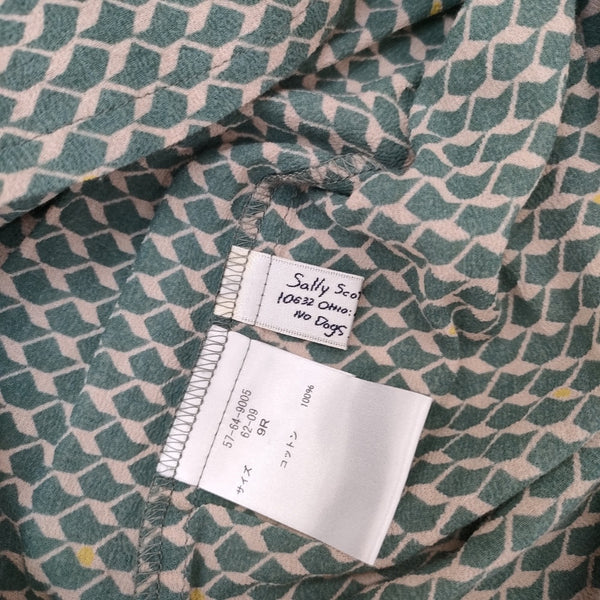 Sally Sco
10632 Ohio:
No Dogs
57-64-9005
62-09
サイズ 9R
コットン 100%